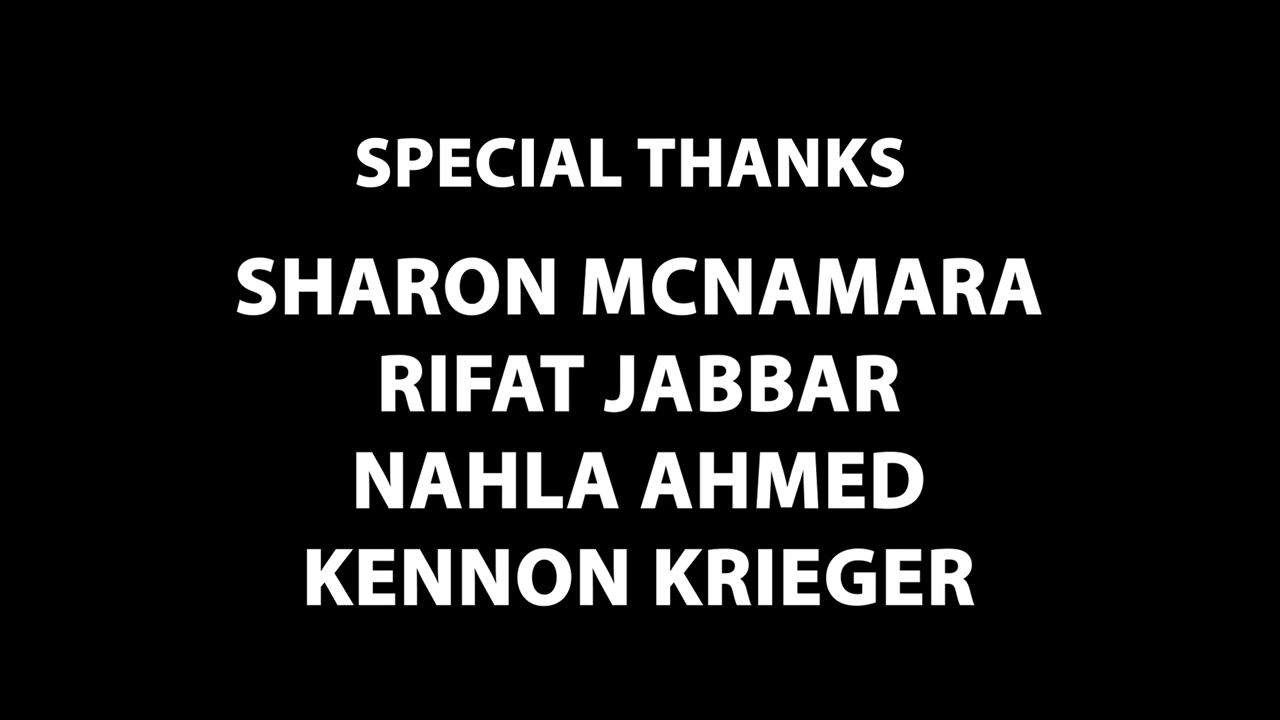 SPECIAL THANKS
SHARON MCNAMARA
RIFAT JABBAR
NAHLA AHMED
KENNON KRIEGER